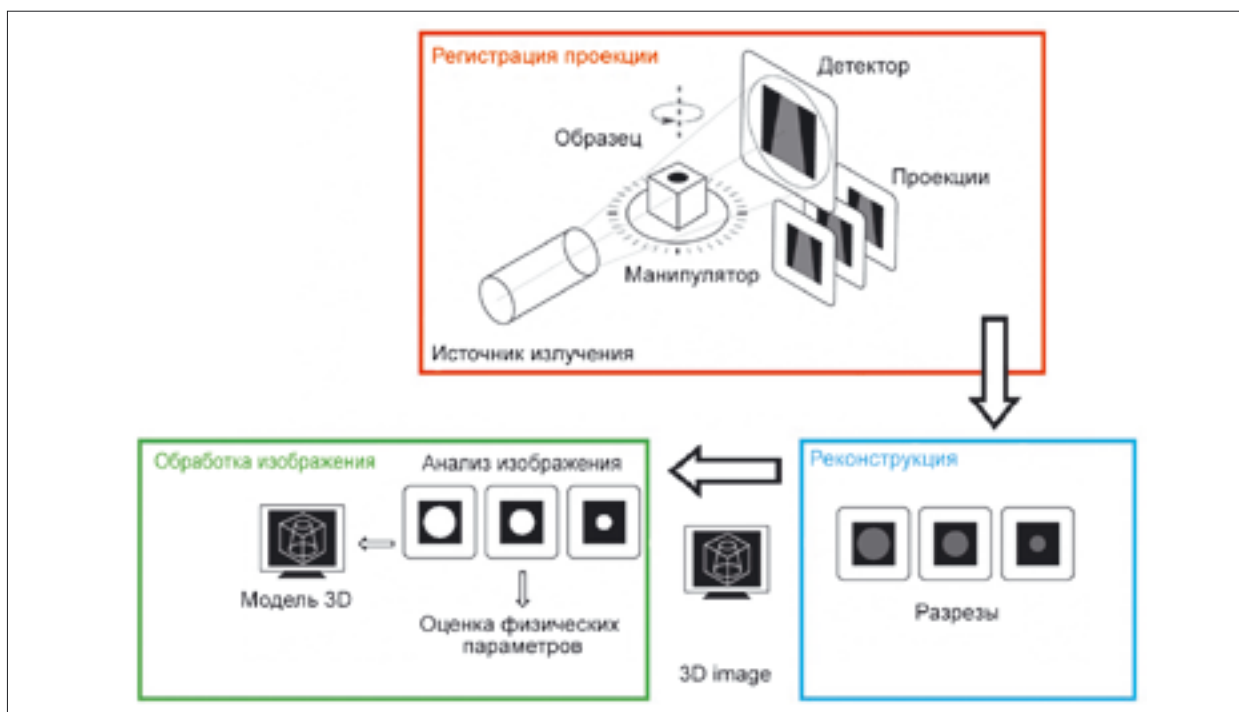 Регистрация проекции
Детектор
Образец
Проекции
Манипулятор
Источник излучения
Обработка изображения
Анализ изображения
Модель 3D
Оценка физических
параметров
3D image
Реконструкция
Разрезы